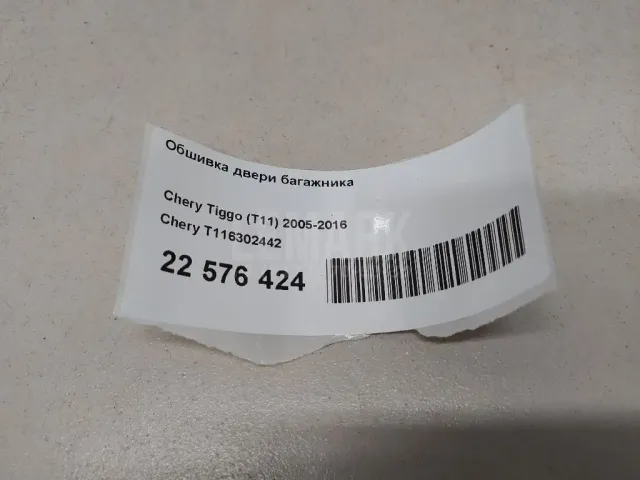 Обшивка двери багажника
Chery Tiggo (T11) 2005-2016
Chery T116302442
22 576 424